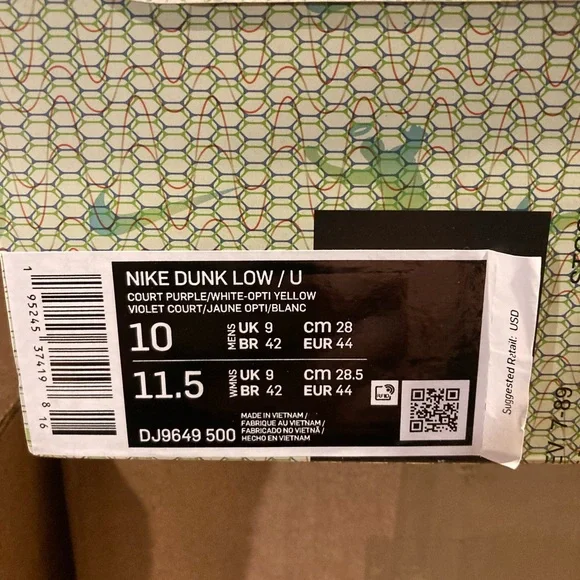 NIKE DUNK LOW / U
COURT PURPLE/WHITE-OPTI YELLOW
VIOLET COURT/JAUNE OPTI/BLANC
10 MENS UK 9 cm 28
BR 42 EUR 44
11.5 WMNS UK 9 cm 28.5
BR 42 EUR 44
DJ9649 500
MADE IN VIETNAM /
FABRIQUE AU VIETNAM /
FABRICADO NO VIETNÃ /
HECHO EN VIETNAM
1 95245 37419 8 16
Suggested Retail: USD